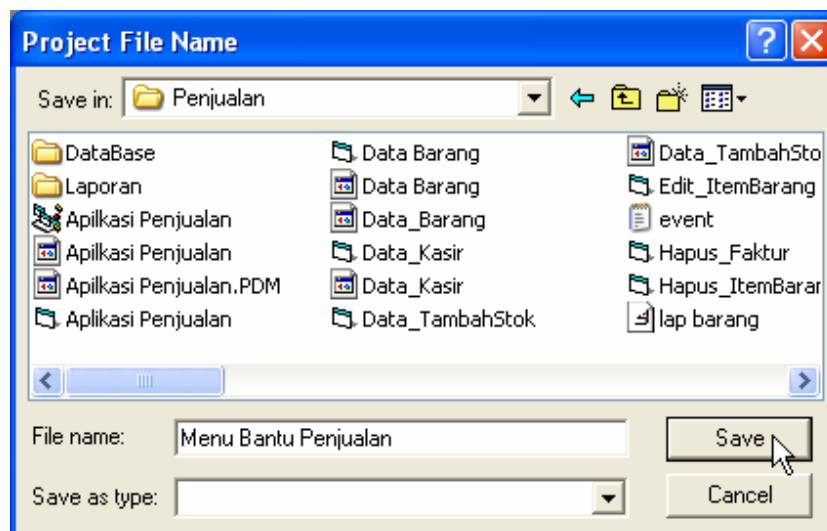 Project File Name
Save in: Penjualan
DataBase Data Barang Data_TambahSto
Laporan Data Barang Edit_ItemBarang
Apilkasi Penjualan Data_Barang event
Apilkasi Penjualan Data_Kasir Hapus_Faktur
Apilkasi Penjualan.PDM Data_Kasir Hapus_ItemBarar
Aplikasi Penjualan Data_TambahStok lap barang
File name: Menu Bantu Penjualan Save
Save as type: Cancel